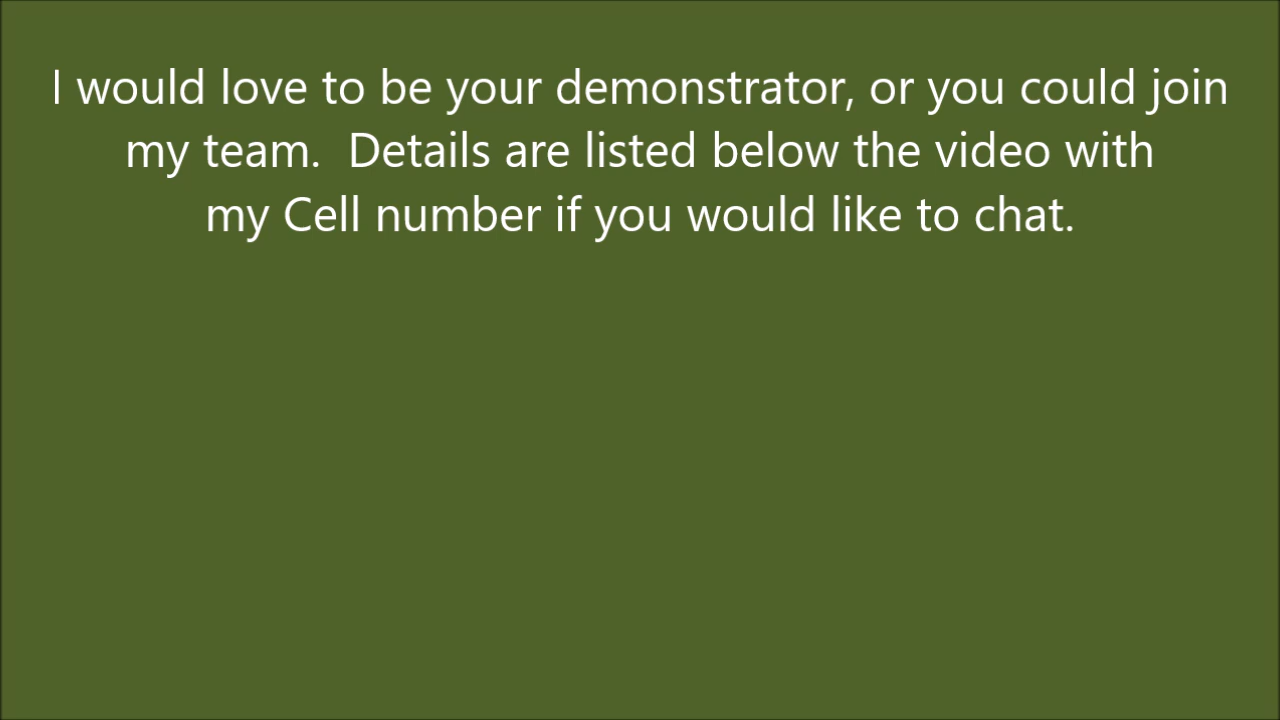 I would love to be your demonstrator, or you could join
my team.  Details are listed below the video with
my Cell number if you would like to chat.